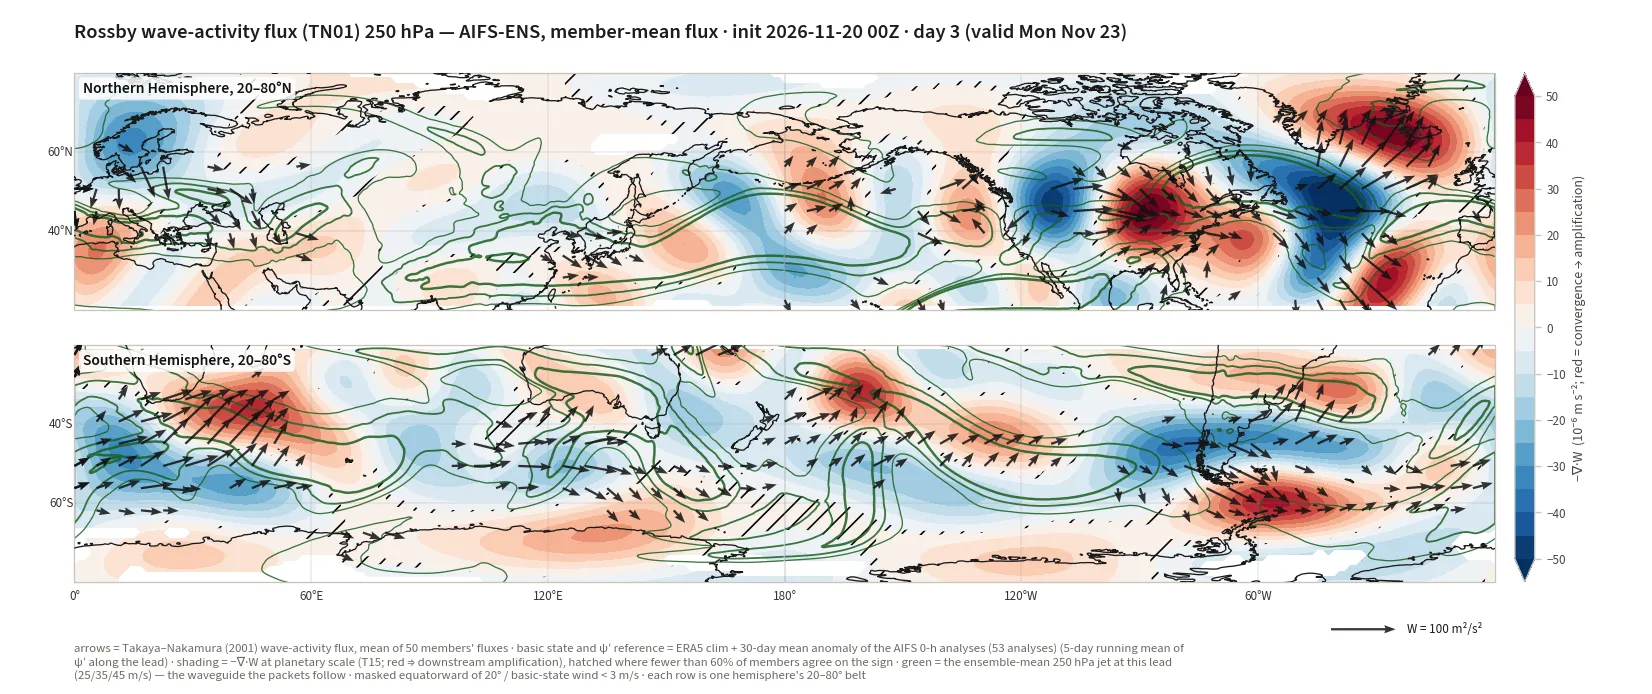 Rossby wave-activity flux (TN01) 250 hPa — AIFS-ENS, member-mean flux · init 2026-11-20 00Z · day 3 (valid Mon Nov 23)
Northern Hemisphere, 20–80°N
60°N
40°N
Southern Hemisphere, 20–80°S
40°S
60°S
0°
60°E
120°E
180°
120°W
60°W
50
40
30
20
10
0
−10
−20
−30
−40
−50
−∇·W (10⁻⁶ m s⁻²; red = convergence → amplification)
W = 100 m²/s²
arrows = Takaya–Nakamura (2001) wave-activity flux, mean of 50 members' fluxes · basic state and ψ' reference = ERA5 clim + 30-day mean anomaly of the AIFS 0-h analyses (53 analyses) (5-day running mean of
ψ' along the lead) · shading = −∇·W at planetary scale (T15; red ⇒ downstream amplification), hatched where fewer than 60% of members agree on the sign · green = the ensemble-mean 250 hPa jet at this lead
(25/35/45 m/s) — the waveguide the packets follow · masked equatorward of 20° / basic-state wind < 3 m/s · each row is one hemisphere's 20–80° belt